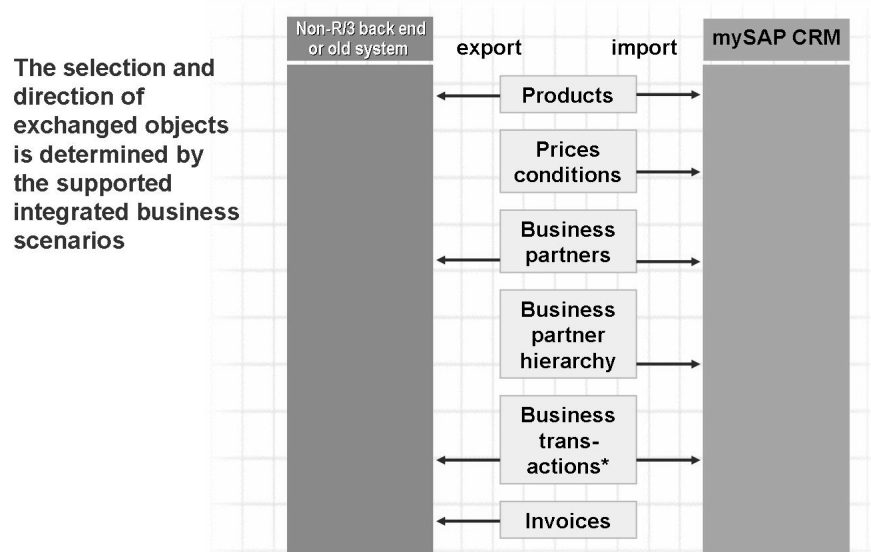 The selection and
direction of
exchanged objects
is determined by
the supported
integrated business
scenarios
Non-R/3 back end
or old system
export
import
mySAP CRM
Products
Prices
conditions
Business
partners
Business
partner
hierarchy
Business
trans-
actions*
Invoices